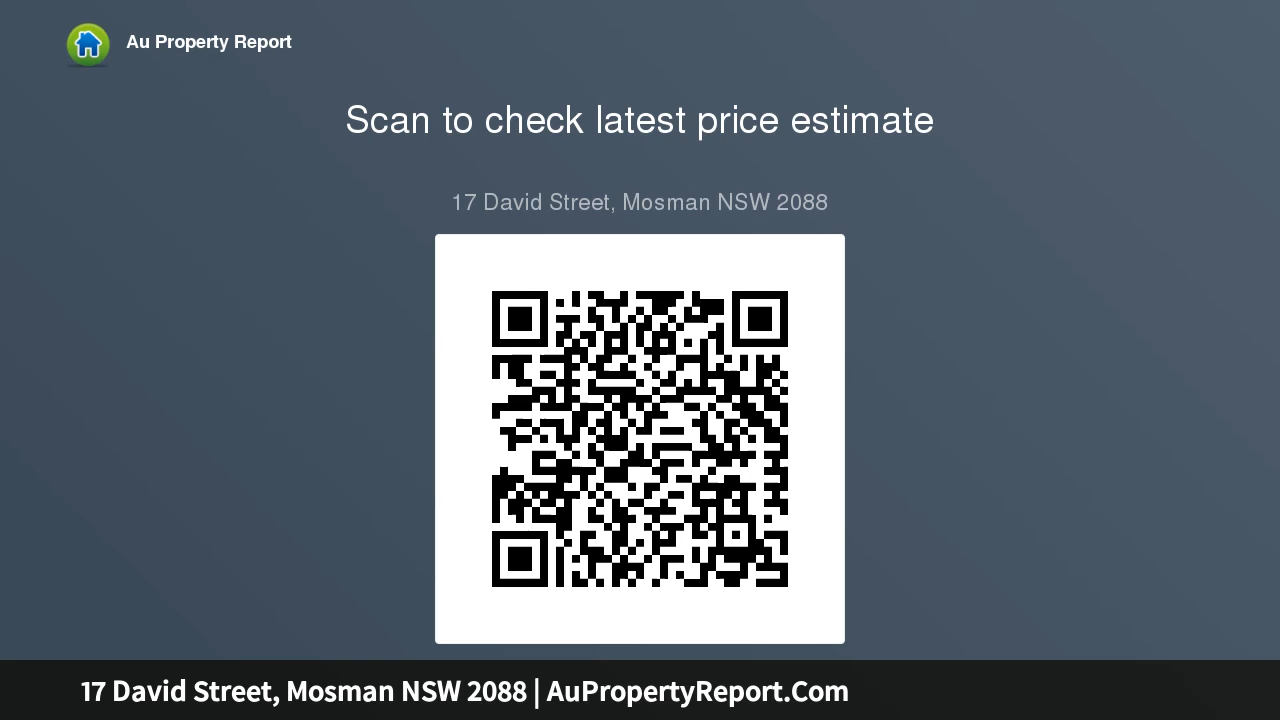 Au Property Report
Scan to check latest price estimate
17 David Street, Mosman NSW 2088
17 David Street, Mosman NSW 2088 | AuPropertyReport.Com